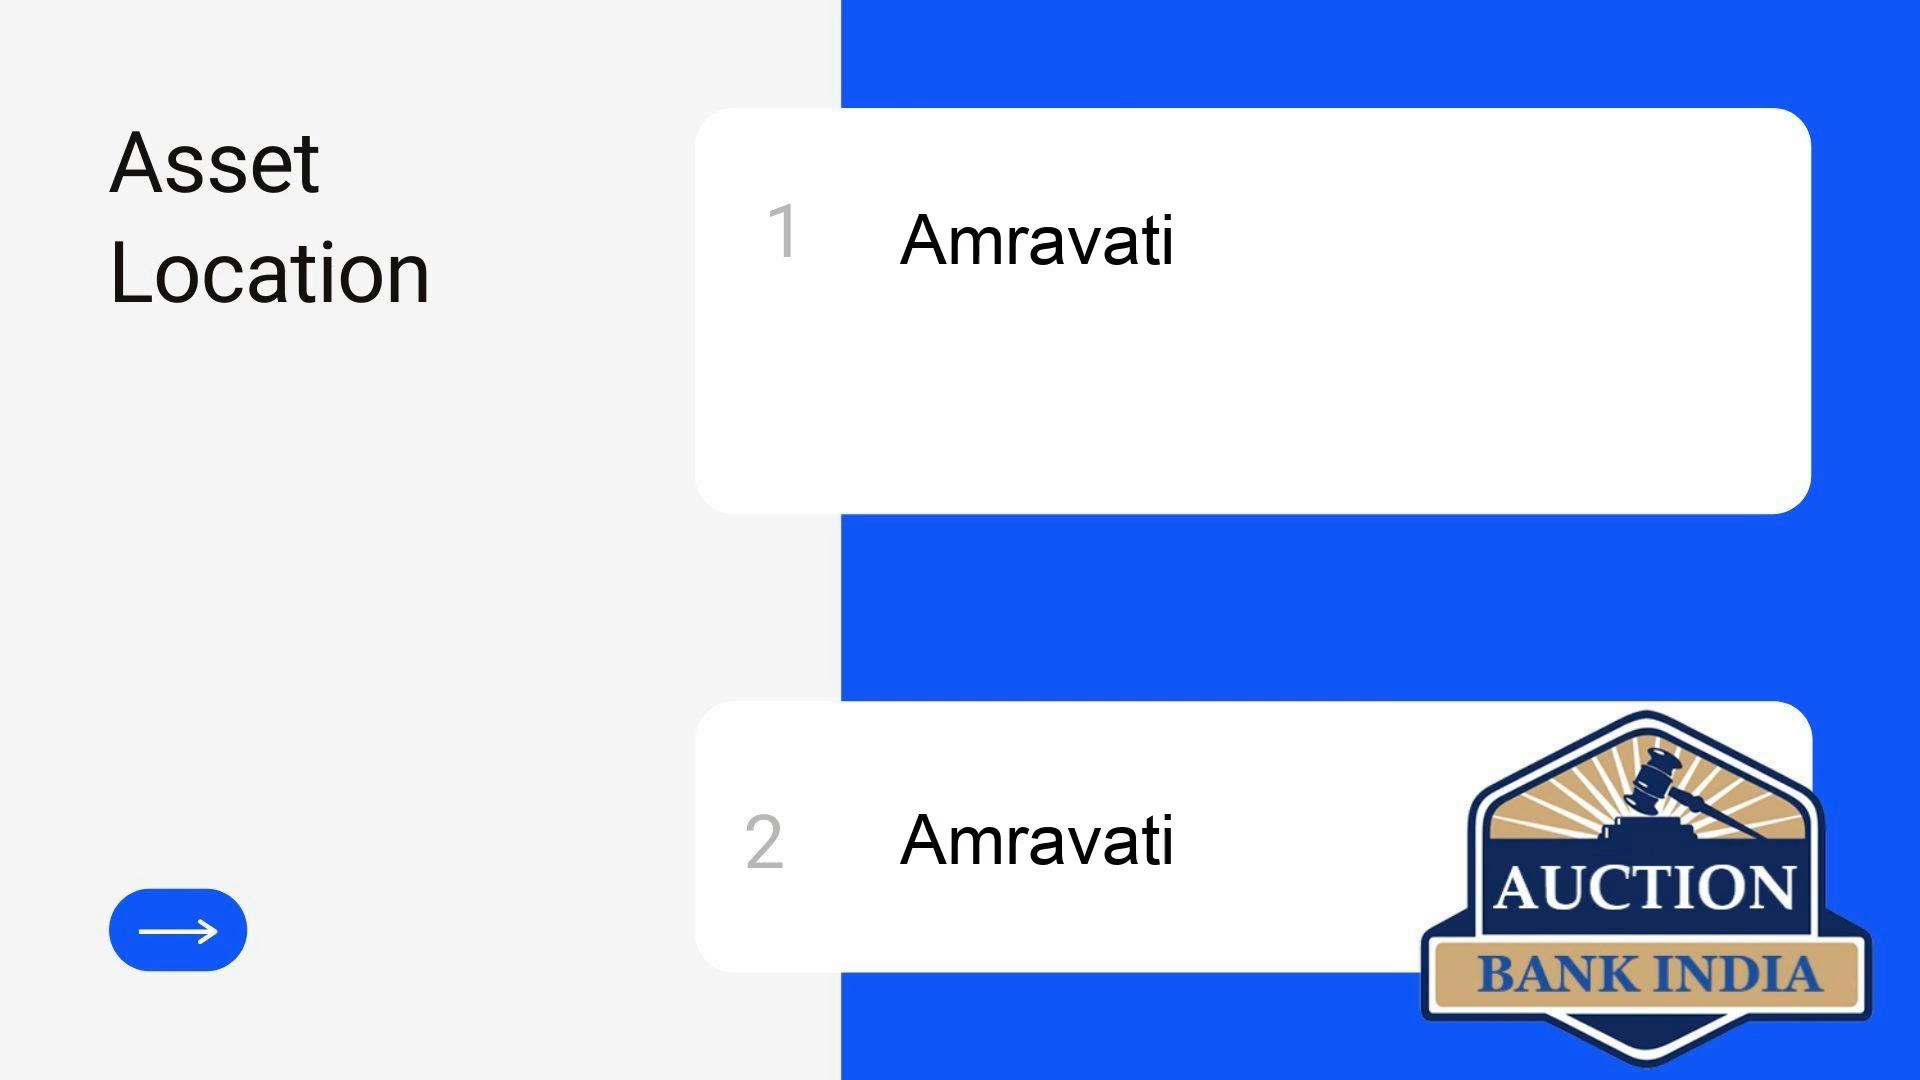 Asset
Location
1
Amravati
2
Amravati
AUCTION
BANK INDIA